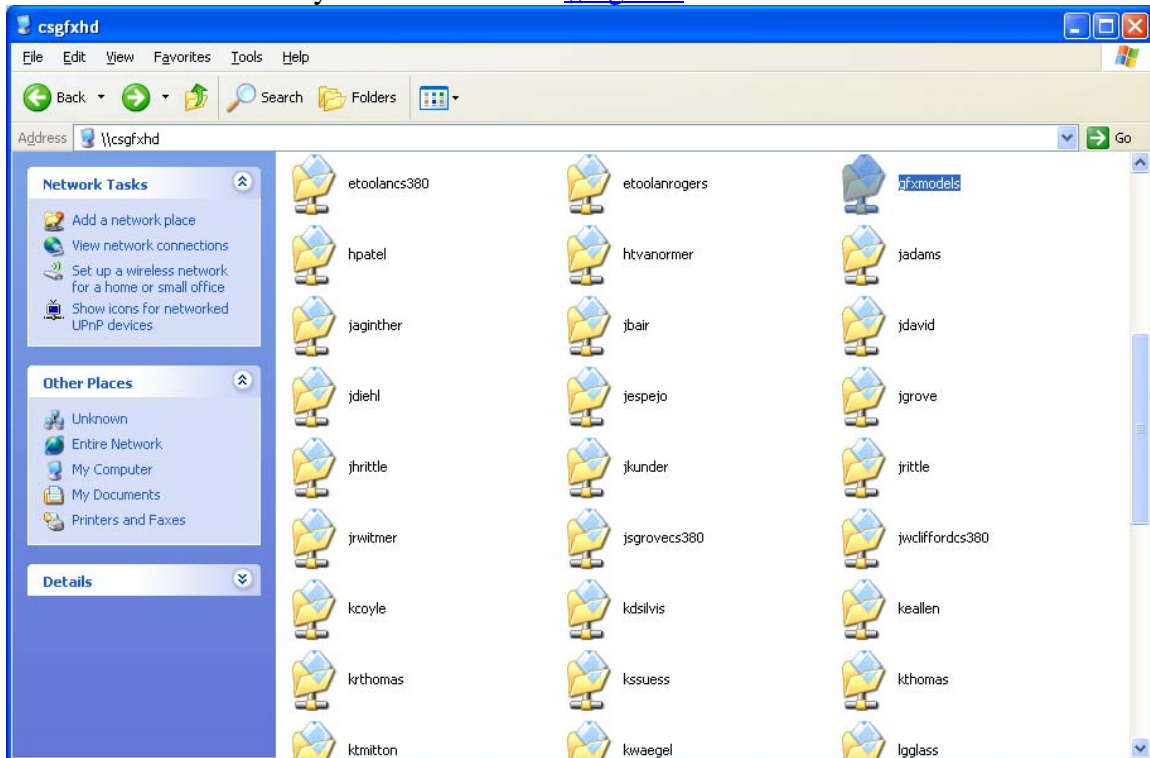 csgfxhd
File Edit View Favorites Tools Help
Back Search Folders
Address \\csgfxhd Go
Network Tasks
Add a network place
View network connections
Set up a wireless network
for a home or small office
Show icons for networked
UPnP devices
Other Places
Unknown
Entire Network
My Computer
My Documents
Printers and Faxes
Details
etoolancs380 etoolanrogers gfxmodels
hpatel htvanormer jadams
jaginther jbair jdavid
jdiehl jespejo jgrove
jhrittle jkunder jrittle
jrwitmer jsgrovecs380 jwcliffordcs380
kcoyle kdsilvis keallen
krthomas kssuess kthomas
ktmitton kwaegel lgglass